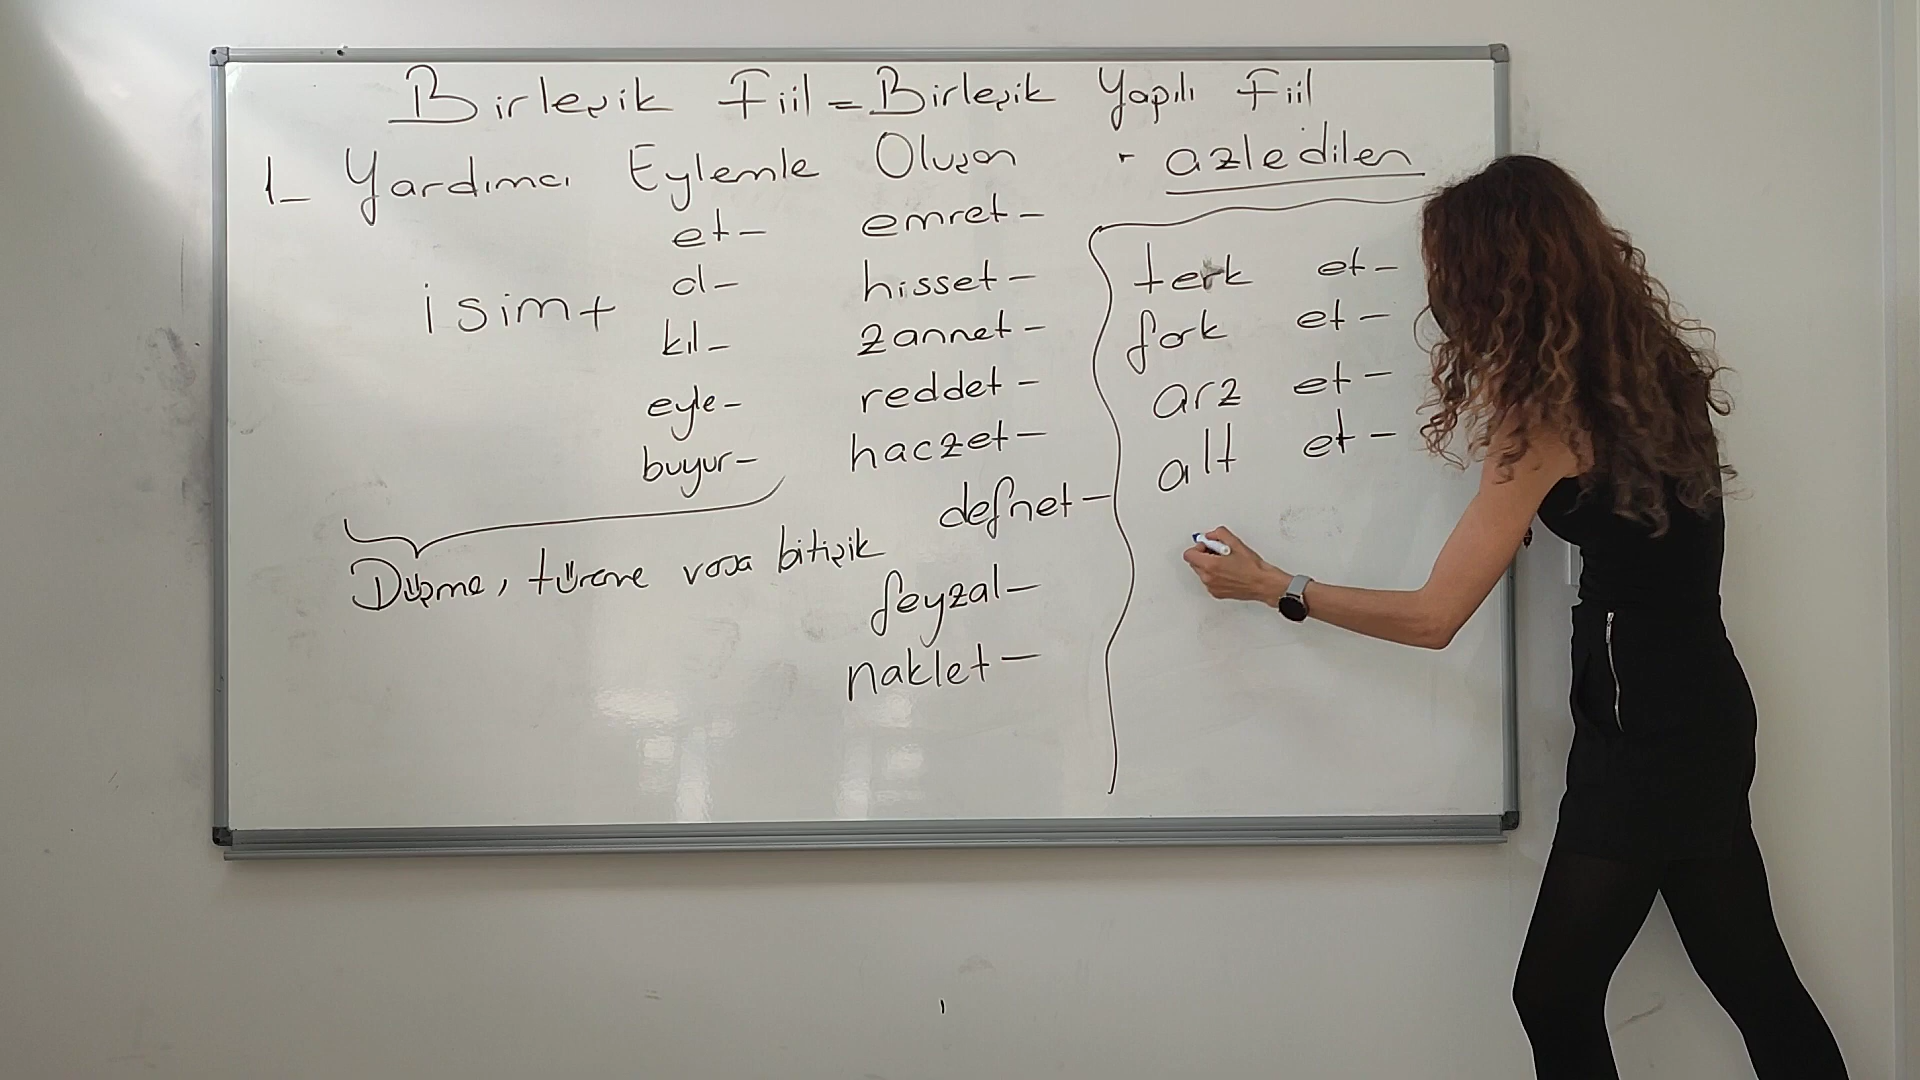 Birleşik Fiil = Birleşik Yapılı Fiil
1- Yardımcı Eylemle Oluşan
• azledilen
isim+
et-
ol-
kıl-
eyle-
buyur-
Düşme, türeme varsa bitişik
emret-
hisset-
zannet-
reddet-
haczet-
defnet-
feyzal-
naklet-
terk et-
fark et-
arz et-
alt et-